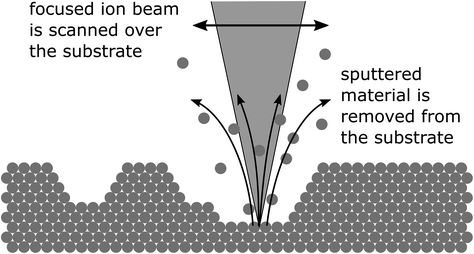 focused ion beam
is scanned over
the substrate
sputtered
material is
removed from
the substrate